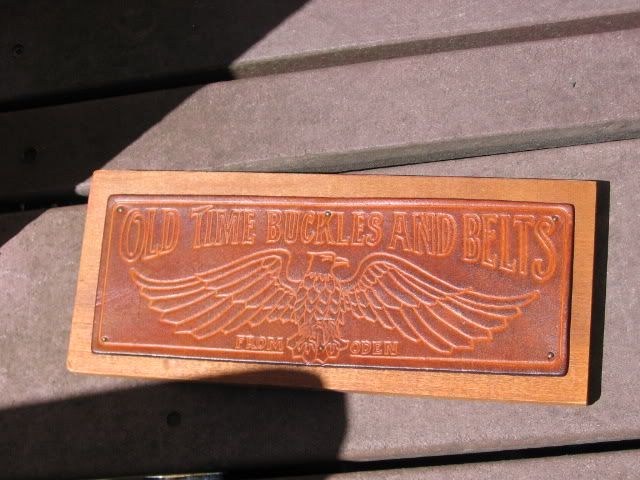 OLD TIME BUCKLES AND BELTS
FROM ODEN